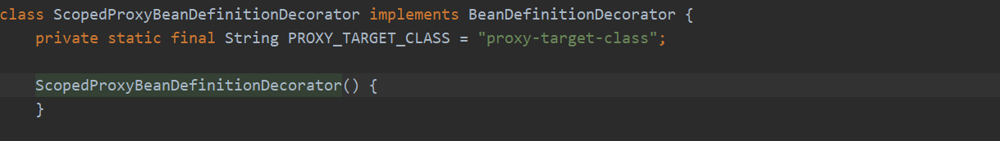 class ScopedProxyBeanDefinitionDecorator implements BeanDefinitionDecorator {
    private static final String PROXY_TARGET_CLASS = "proxy-target-class";
    ScopedProxyBeanDefinitionDecorator() {
    }